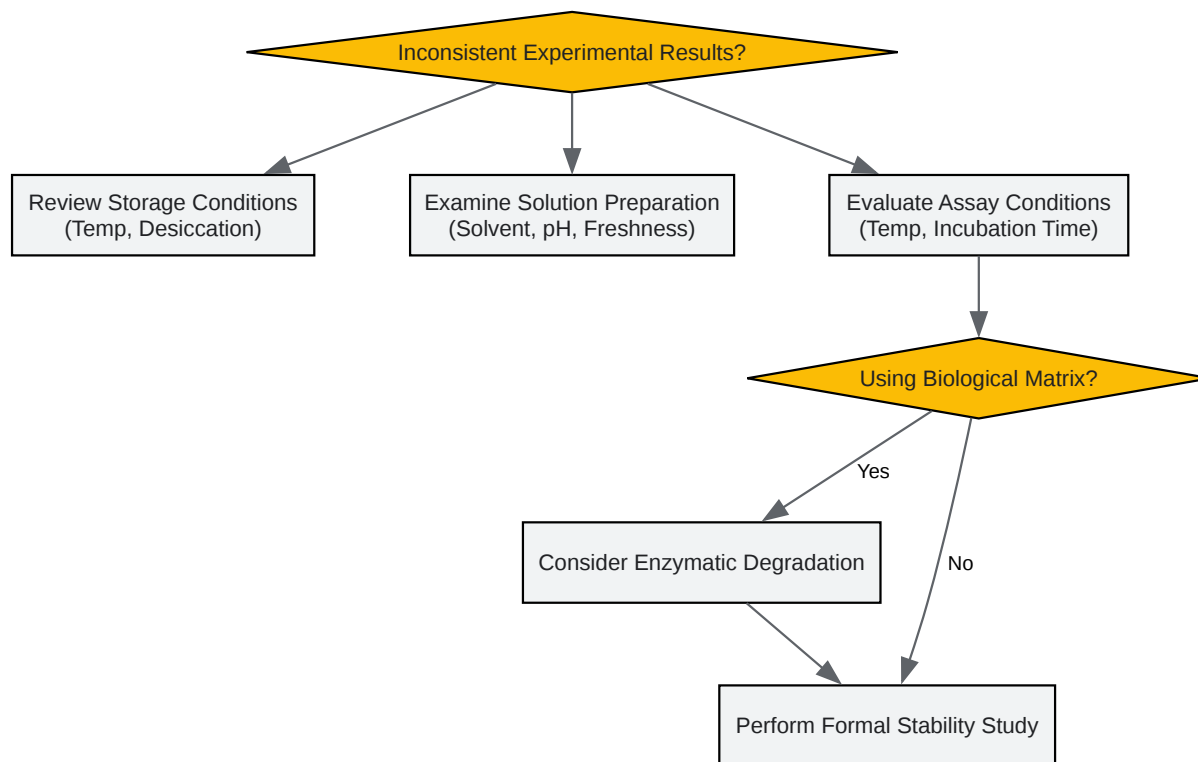 Inconsistent Experimental Results?
Review Storage Conditions
(Temp, Desiccation)
Examine Solution Preparation
(Solvent, pH, Freshness)
Evaluate Assay Conditions
(Temp, Incubation Time)
Using Biological Matrix?
Yes
Consider Enzymatic Degradation
No
Perform Formal Stability Study